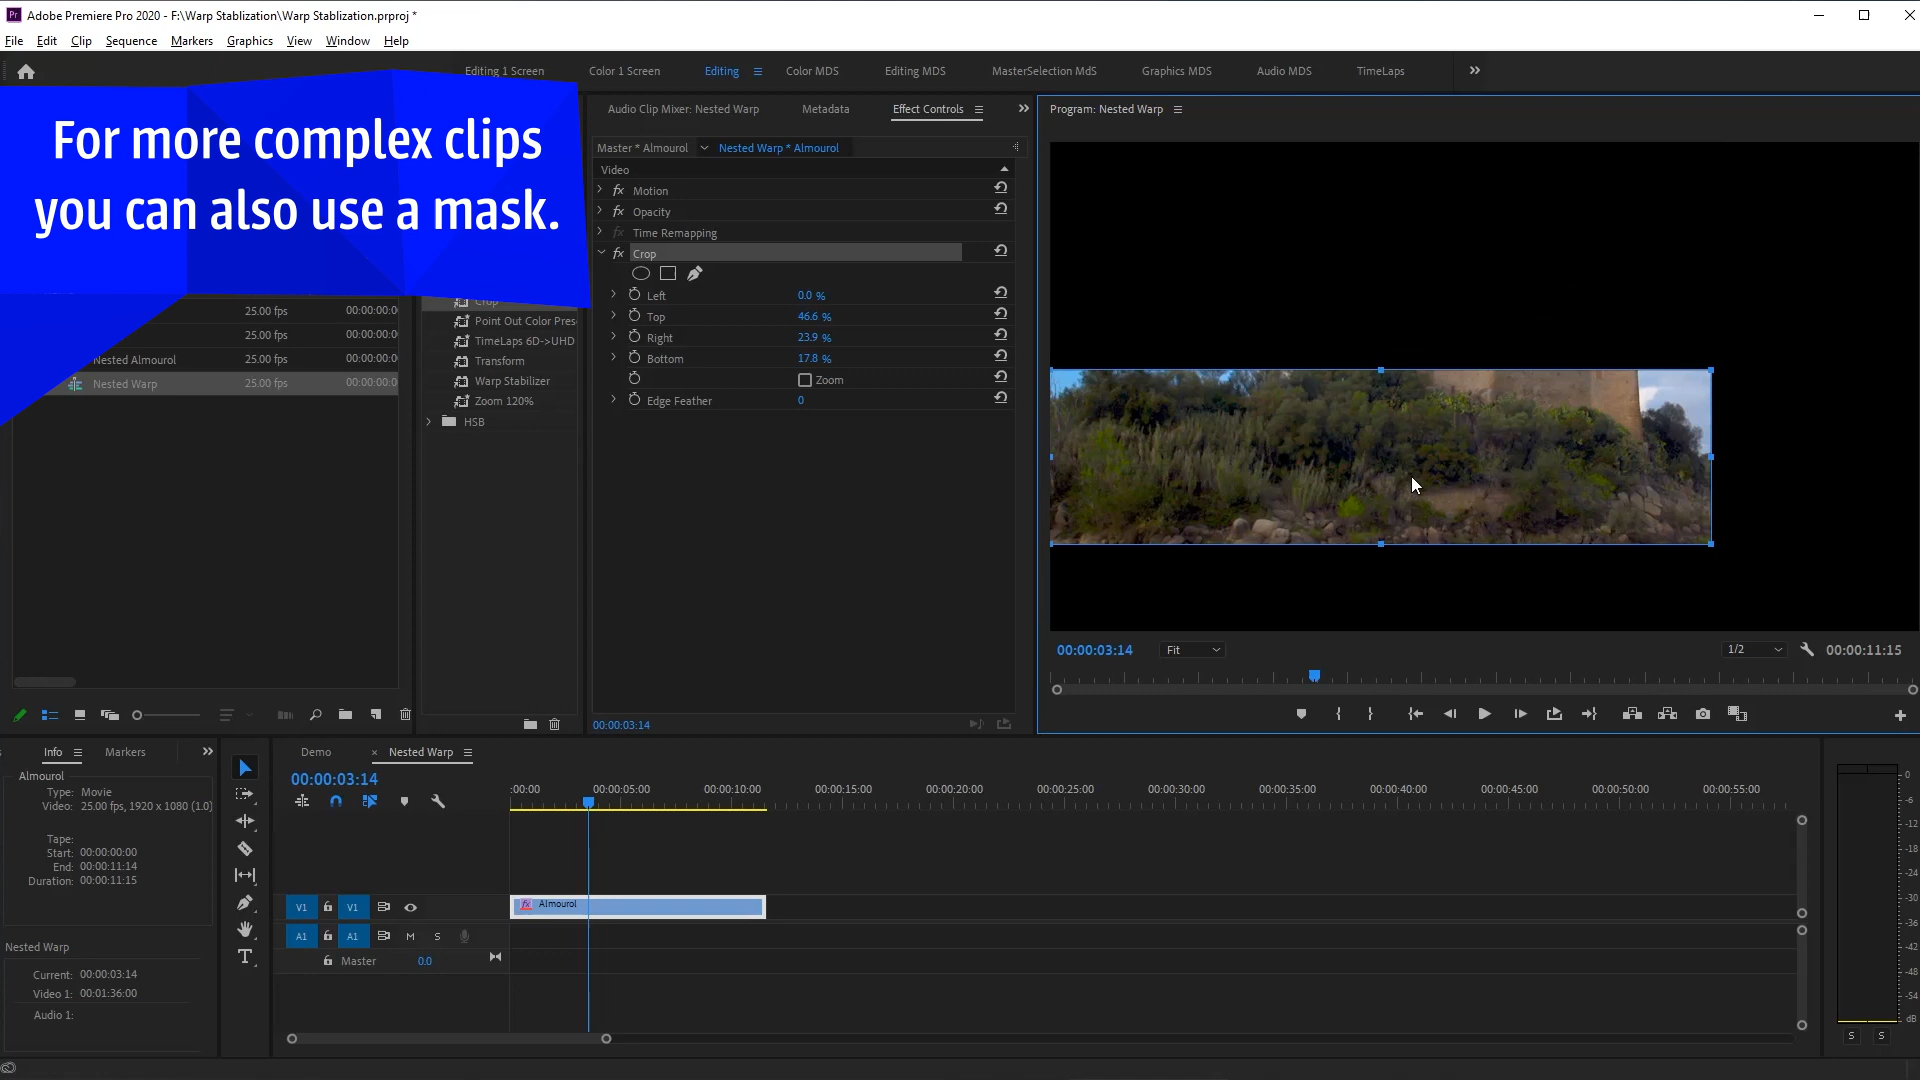 Adobe Premiere Pro 2020 - F:\Warp Stablization\Warp Stablization.prproj *
File Edit Clip Sequence Markers Graphics View Window Help
Editing 1 Screen Color 1 Screen Editing Color MDS Editing MDS MasterSelection MdS Graphics MDS Audio MDS TimeLaps
For more complex clips
you can also use a mask.
Audio Clip Mixer: Nested Warp Metadata Effect Controls
Program: Nested Warp
Master * Almourol Nested Warp * Almourol
Video
fx Motion
fx Opacity
fx Time Remapping
fx Crop
Left 0.0 %
Top 46.6 %
Right 23.9 %
Bottom 17.8 %
Zoom
Edge Feather 0
25.00 fps 00:00:00:0
25.00 fps 00:00:00:0
Nested Almourol 25.00 fps 00:00:00:0
Nested Warp 25.00 fps 00:00:00:0
Crop
Point Out Color Pres
TimeLaps 6D->UHD
Transform
Warp Stabilizer
Zoom 120%
HSB
00:00:03:14
00:00:03:14 Fit 1/2 00:00:11:15
Info Markers
Almourol
Type: Movie
Video: 25.00 fps, 1920 x 1080 (1.0)
Tape:
Start: 00:00:00:00
End: 00:00:11:14
Duration: 00:00:11:15
Nested Warp
Current: 00:00:03:14
Video 1: 00:01:36:00
Audio 1:
Demo × Nested Warp
00:00:03:14
:00:00 00:00:05:00 00:00:10:00 00:00:15:00 00:00:20:00 00:00:25:00 00:00:30:00 00:00:35:00 00:00:40:00 00:00:45:00 00:00:50:00 00:00:55:00
V1 V1
fx Almourol
A1 A1 M S
Master 0.0
0
-6
-12
-18
-24
-30
-36
-42
-48
-54
dB
S S